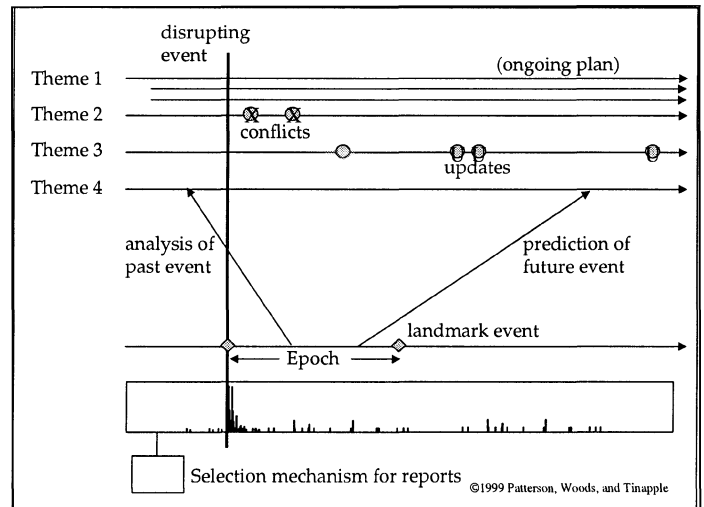 disrupting
event
(ongoing plan)
Theme 1
Theme 2
conflicts
Theme 3
updates
Theme 4
analysis of
past event
prediction of
future event
landmark event
Epoch
Selection mechanism for reports
©1999 Patterson, Woods, and Tinapple